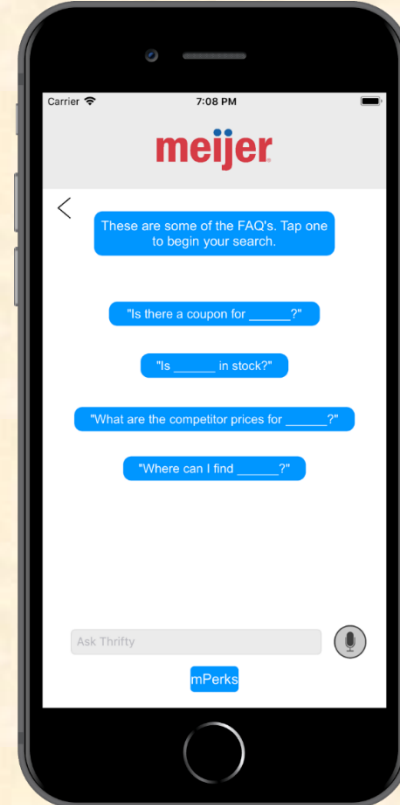 Carrier
7:08 PM
meijer
These are some of the FAQ's. Tap one
to begin your search.
"Is there a coupon for ______?"
"Is ______ in stock?"
"What are the competitor prices for ______?"
"Where can I find ______?"
Ask Thrifty
mPerks